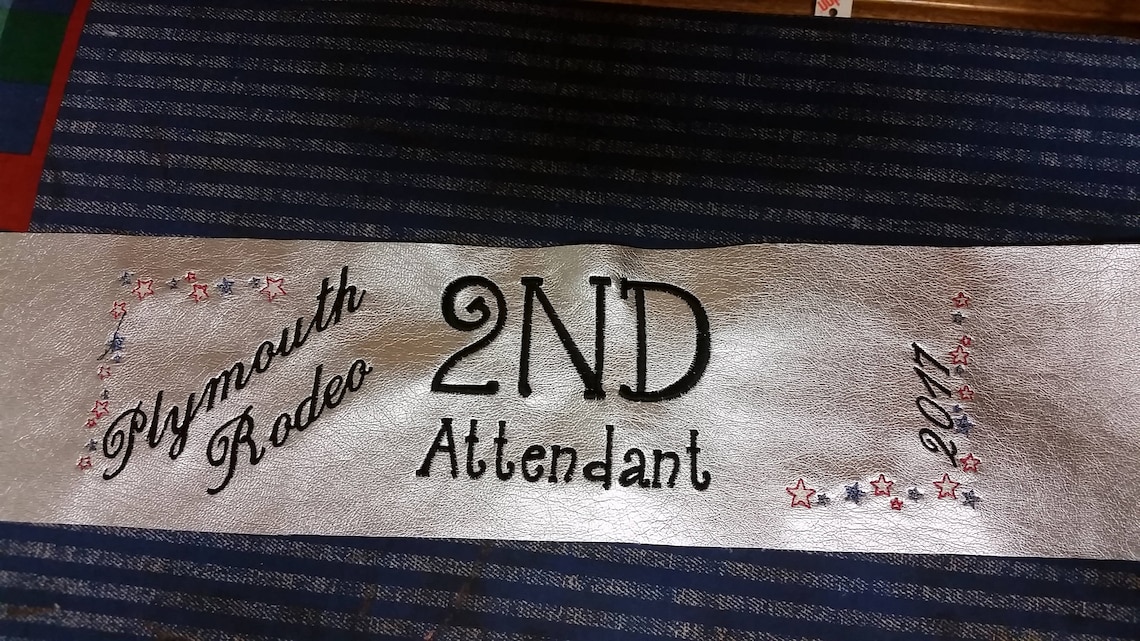 Plymouth
Rodeo
2ND
Attendant
2017